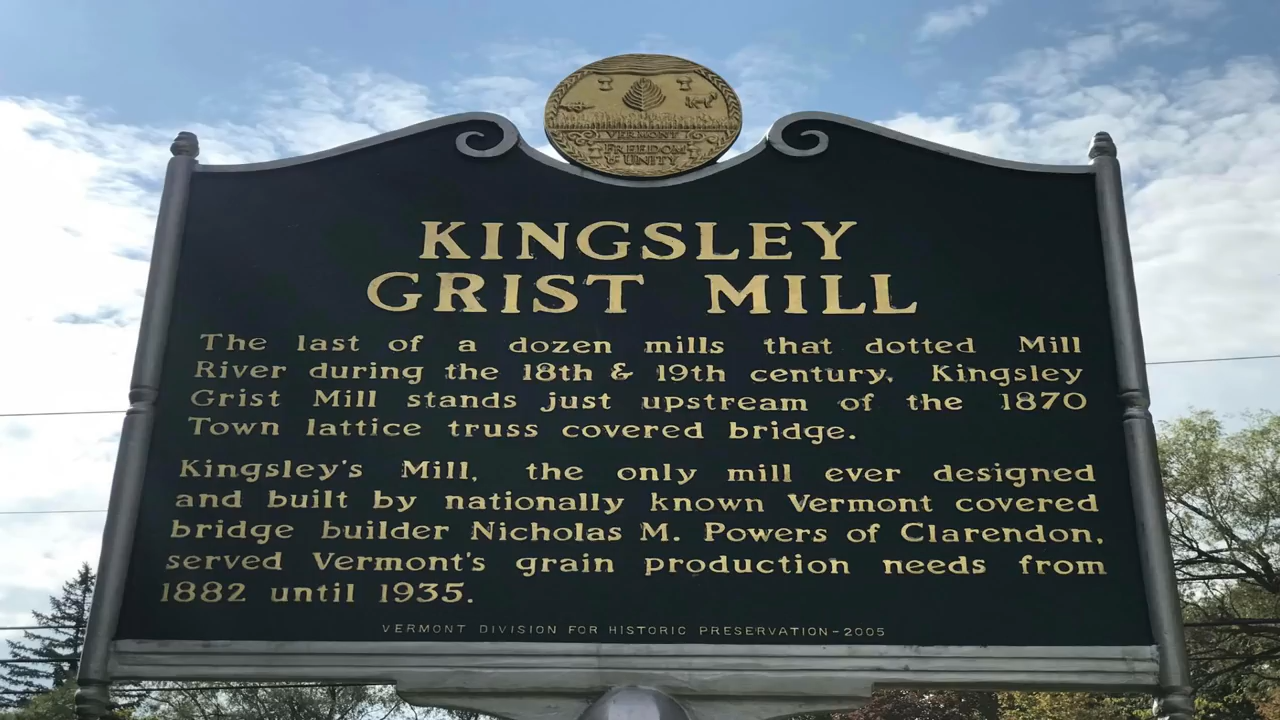 VERMONT
FREEDOM
& UNITY
KINGSLEY
GRIST MILL
The last of a dozen mills that dotted Mill
River during the 18th & 19th century, Kingsley
Grist Mill stands just upstream of the 1870
Town lattice truss covered bridge.
Kingsley's Mill, the only mill ever designed
and built by nationally known Vermont covered
bridge builder Nicholas M. Powers of Clarendon,
served Vermont's grain production needs from
1882 until 1935.
VERMONT DIVISION FOR HISTORIC PRESERVATION-2005